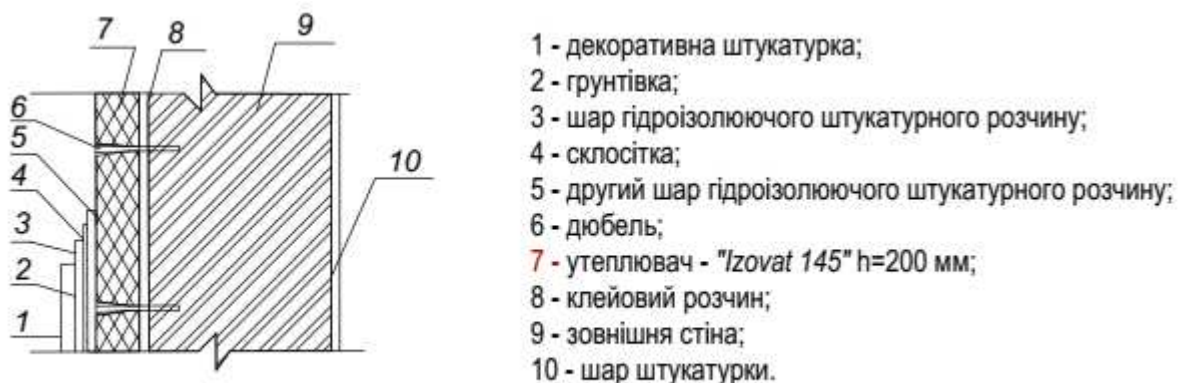 7
8
9
6
5
4
3
2
1
10
1 - декоративна штукатурка;
2 - грунтівка;
3 - шар гідроізолюючого штукатурного розчину;
4 - склосітка;
5 - другий шар гідроізолюючого штукатурного розчину;
6 - дюбель;
7 - утеплювач - "Izovat 145" h=200 мм;
8 - клейовий розчин;
9 - зовнішня стіна;
10 - шар штукатурки.